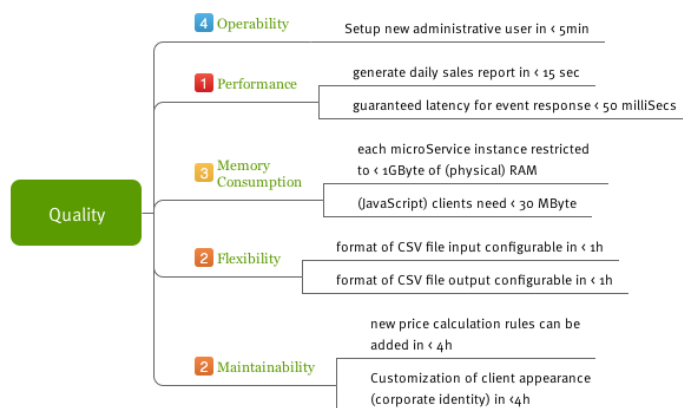 4 Operability
Setup new administrative user in < 5min
1 Performance
generate daily sales report in < 15 sec
guaranteed latency for event response < 50 milliSecs
3 Memory
Consumption
each microService instance restricted
to < 1GByte of (physical) RAM
(JavaScript) clients need < 30 MByte
Quality
2 Flexibility
format of CSV file input configurable in < 1h
format of CSV file output configurable in < 1h
2 Maintainability
new price calculation rules can be
added in < 4h
Customization of client appearance
(corporate identity) in <4h